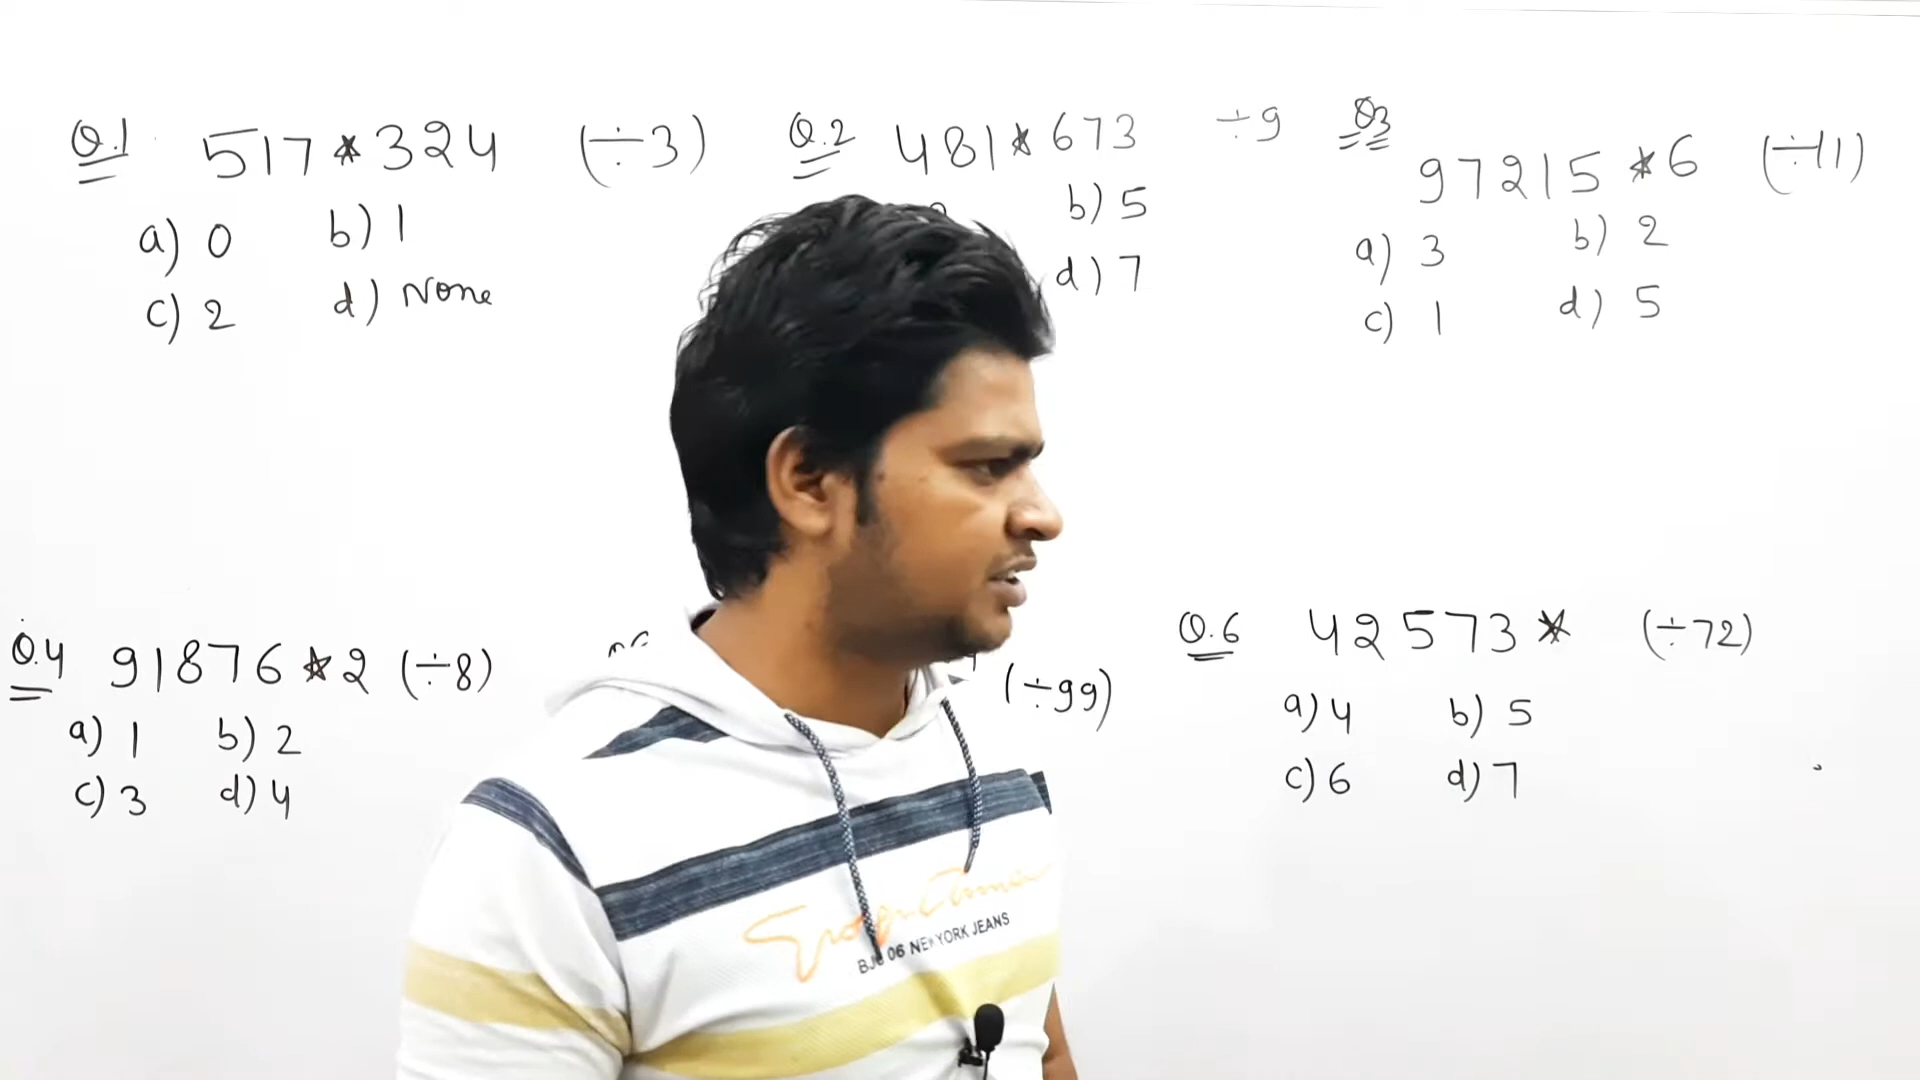 Q.1 517*324 (÷3)
a) 0 b) 1
c) 2 d) None
Q.2 481*673 ÷9
b) 5
d) 7
Q3
97215*6 (÷11)
a) 3 b) 2
c) 1 d) 5
Q.4 91876*2 (÷8)
a) 1 b) 2
c) 3 d) 4
(÷99)
Q.6 42573* (÷72)
a) 4 b) 5
c) 6 d) 7
06 NEW YORK JEANS